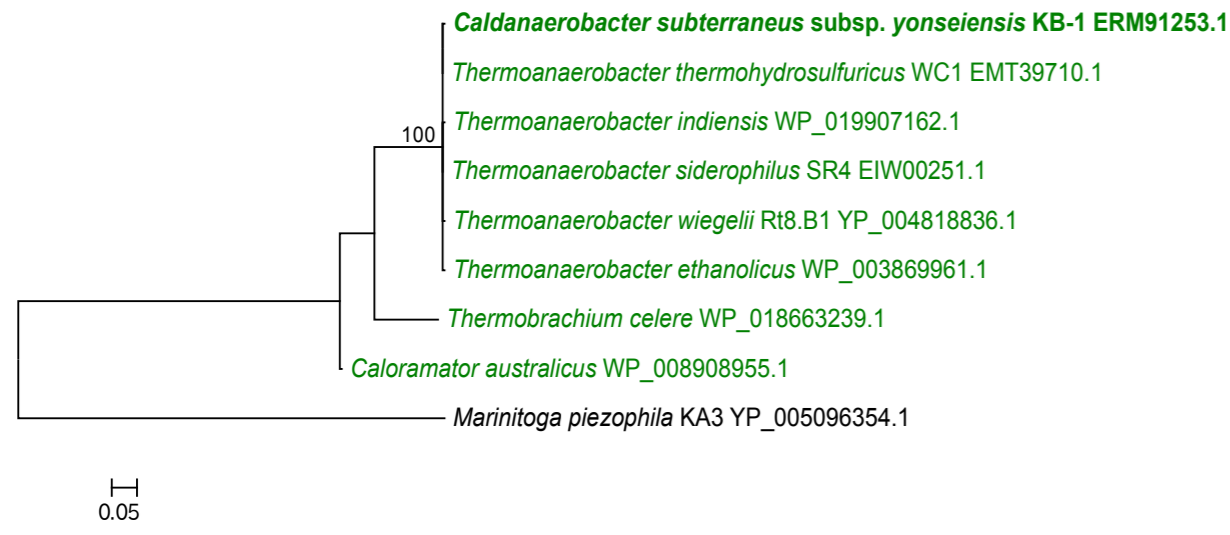 Caldanaerobacter subterraneus subsp. yonseiensis KB-1 ERM91253.1
Thermoanaerobacter thermohydrosulfuricus WC1 EMT39710.1
Thermoanaerobacter indiensis WP_019907162.1
100
Thermoanaerobacter siderophilus SR4 EIW00251.1
Thermoanaerobacter wiegelii Rt8.B1 YP_004818836.1
Thermoanaerobacter ethanolicus WP_003869961.1
Thermobrachium celere WP_018663239.1
Caloramator australicus WP_008908955.1
Marinitoga piezophila KA3 YP_005096354.1
0.05